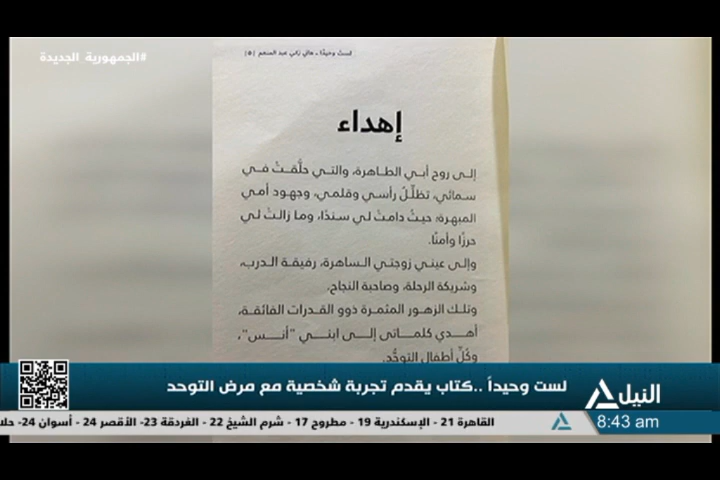 #الجمهورية الجديدة
لست وحيدًا - هاني زاني عبد المنعم |٥|
إهداء
إلى روح أبي الطاهرة، والتي حلَّقتْ في
سمائي، تظلِّلُ رأسي وقلمي، وجهود أمي
المبهرة؛ حيثُ دامتْ لي سندًا، وما زالتْ لي
حرزًا وأمنًا.
وإلى عيني زوجتي الساهرة، رفيقة الدرب،
وشريكة الرحلة، وصاحبة النجاح.
وتلك الزهور المثمرة ذوو القدرات الفائقة،
أهدي كلماتي إلى ابني "أنس"،
وكُلِّ أطفال التوحُّد.
لست وحيداً ..كتاب يقدم تجربة شخصية مع مرض التوحد
النيل
8:43 am
القاهرة 21 - الإسكندرية 19 - مطروح 17 - شرم الشيخ 22 - الغردقة 23- الأقصر 24 - أسوان 24-